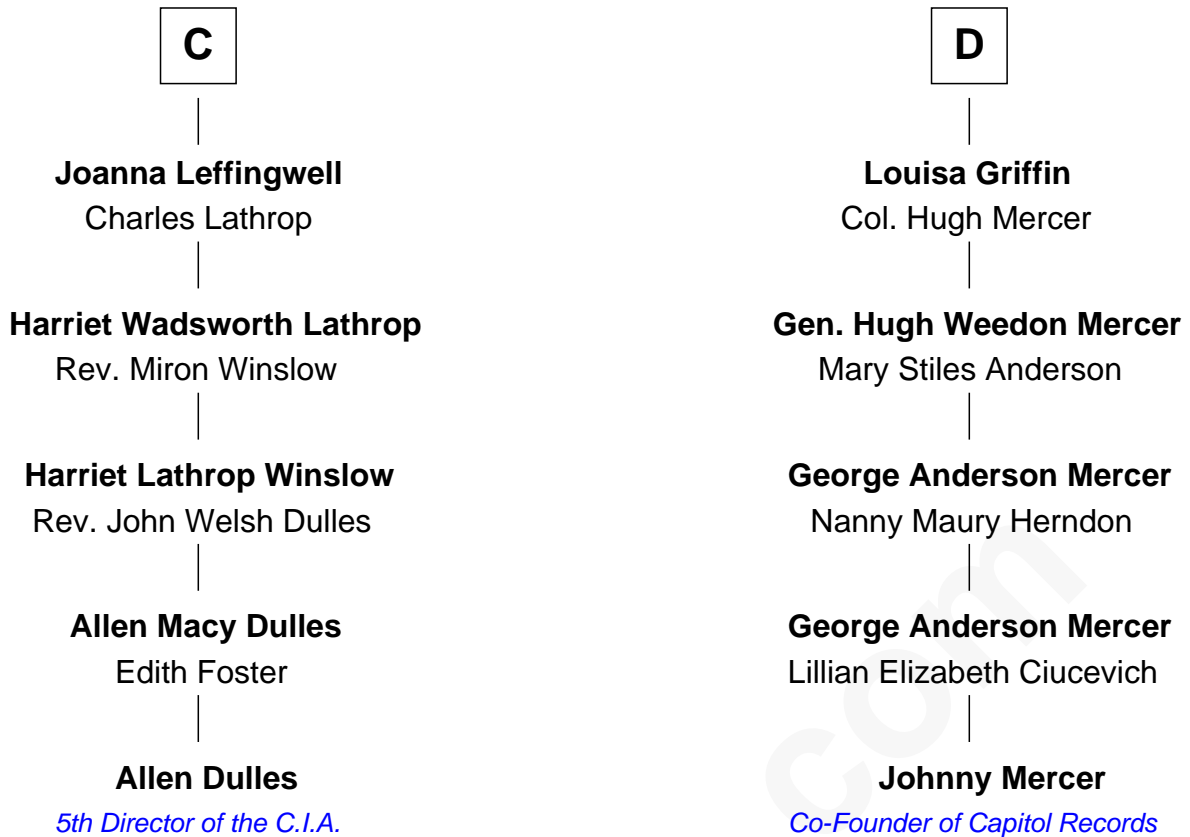 C
Joanna Leffingwell
Charles Lathrop
Harriet Wadsworth Lathrop
Rev. Miron Winslow
Harriet Lathrop Winslow
Rev. John Welsh Dulles
Allen Macy Dulles
Edith Foster
Allen Dulles
5th Director of the C.I.A.
D
Louisa Griffin
Col. Hugh Mercer
Gen. Hugh Weedon Mercer
Mary Stiles Anderson
George Anderson Mercer
Nanny Maury Herndon
George Anderson Mercer
Lillian Elizabeth Ciucevich
Johnny Mercer
Co-Founder of Capitol Records
com